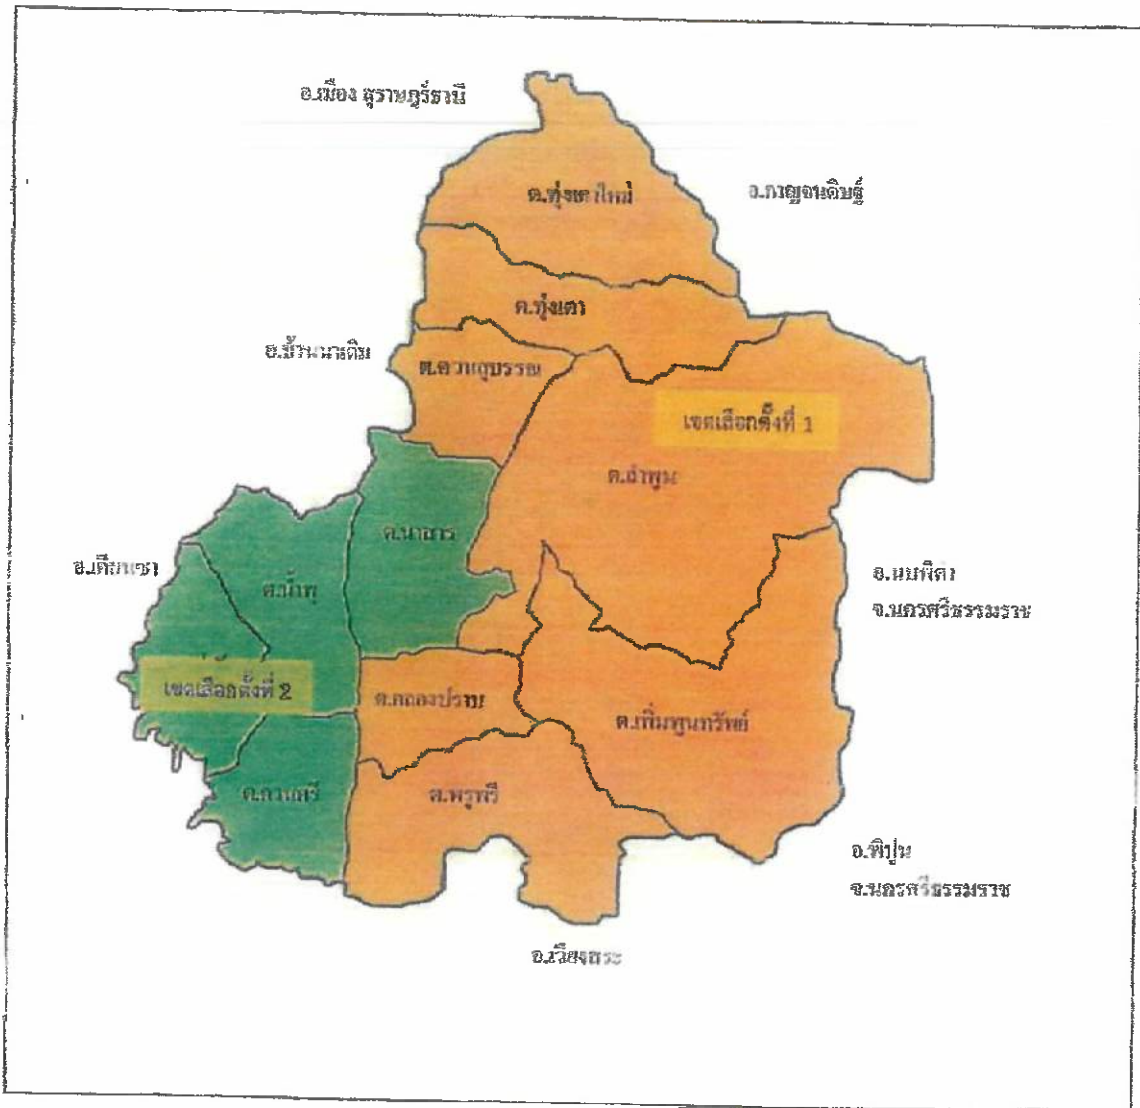 อ.เมือง สุราษฎร์ธานี
อ.กาญจนดิษฐ์
ต.ทุ่งเตาใหม่
ต.ทุ่งเตา
อ.บ้านนาเดิม
ต.ควนสุบรรณ
เขตเลือกตั้งที่ 1
ต.ลำพูน
ต.นาสาร
อ.เคียนซา
ต.น้ำพุ
อ.นบพิตำ
จ.นครศรีธรรมราช
เขตเลือกตั้งที่ 2
ต.คลองปราบ
ต.เพิ่มพูนทรัพย์
ต.ควนศรี
ต.พรุพรี
อ.พิปูน
จ.นครศรีธรรมราช
อ.เวียงสระ